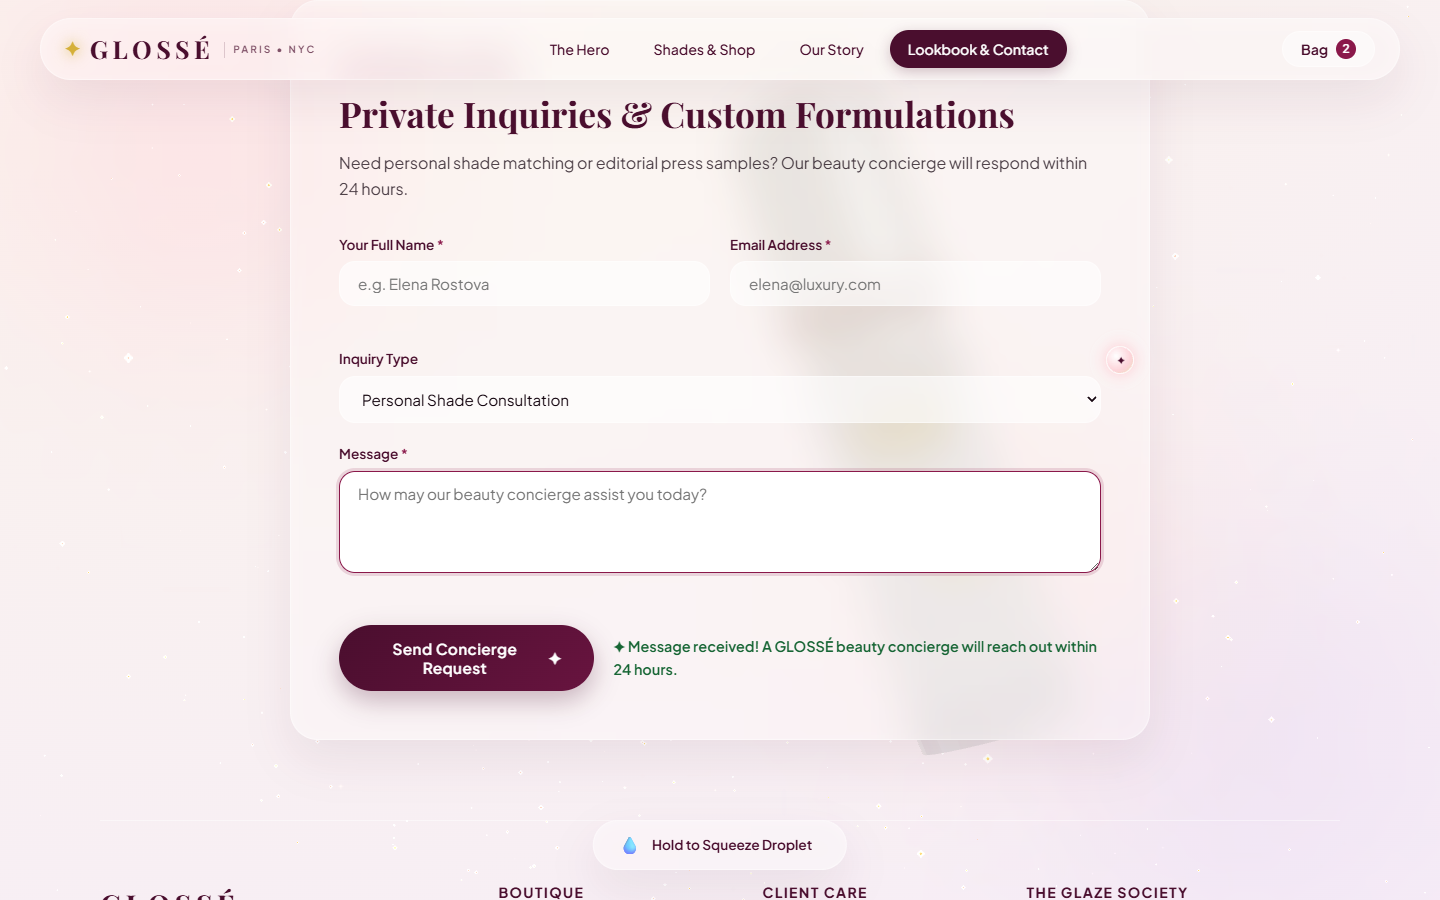 ✦ GLOSSÉ PARIS • NYC
The Hero
Shades & Shop
Our Story
Lookbook & Contact
Bag 2
Private Inquiries & Custom Formulations
Need personal shade matching or editorial press samples? Our beauty concierge will respond within
24 hours.
Your Full Name *
Email Address *
e.g. Elena Rostova
elena@luxury.com
Inquiry Type
Personal Shade Consultation
Message *
How may our beauty concierge assist you today?
Send Concierge
Request ✦
✦ Message received! A GLOSSÉ beauty concierge will reach out within
24 hours.
Hold to Squeeze Droplet
GLOSSÉ
BOUTIQUE
CLIENT CARE
THE GLAZE SOCIETY